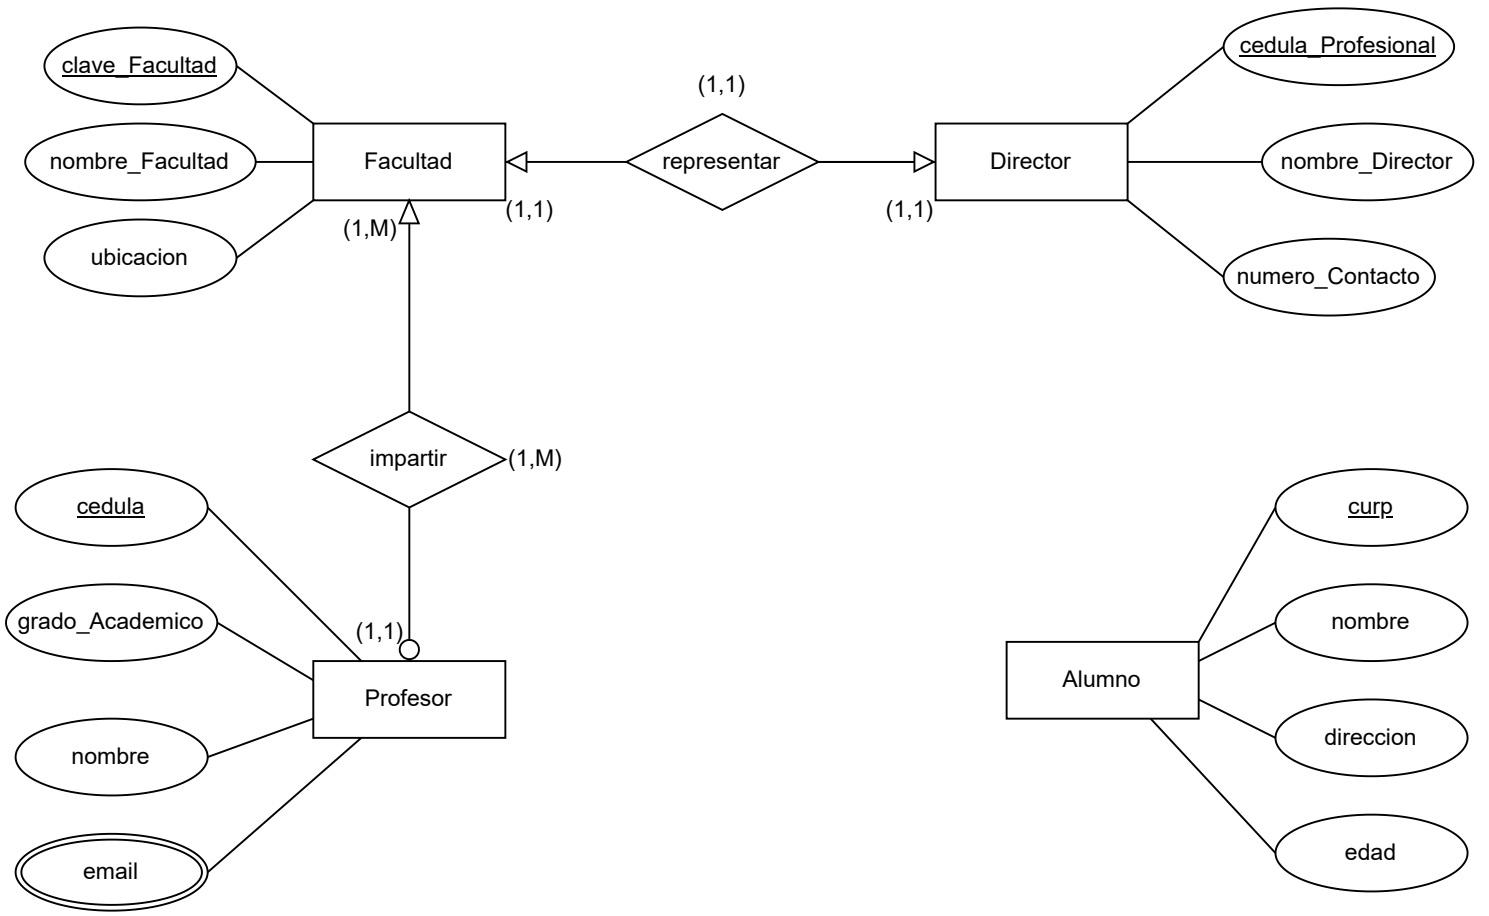 clave_Facultad
nombre_Facultad
ubicacion
Facultad
(1,1)
(1,M)
(1,1)
representar
(1,1)
Director
cedula_Profesional
nombre_Director
numero_Contacto
impartir
(1,M)
(1,1)
cedula
grado_Academico
nombre
email
Profesor
Alumno
curp
nombre
direccion
edad